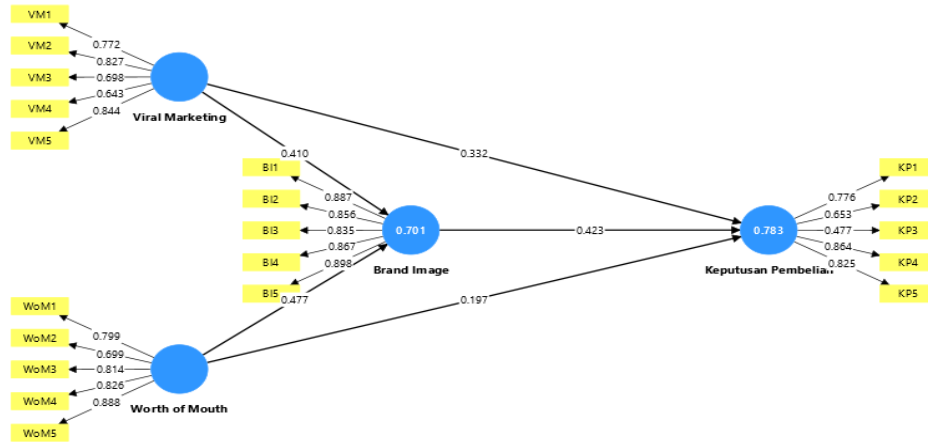 VM1
0.772
VM2
0.827
VM3
0.698
VM4
0.643
VM5
0.844
Viral Marketing
0.410
0.332
BI1
0.887
BI2
0.856
BI3
0.835
BI4
0.867
BI5
0.898
0.701
Brand Image
0.423
0.477
0.197
KP1
0.776
KP2
0.653
KP3
0.477
KP4
0.864
KP5
0.825
0.783
Keputusan Pembelian
WoM1
0.799
WoM2
0.699
WoM3
0.814
WoM4
0.826
WoM5
0.888
Worth of Mouth